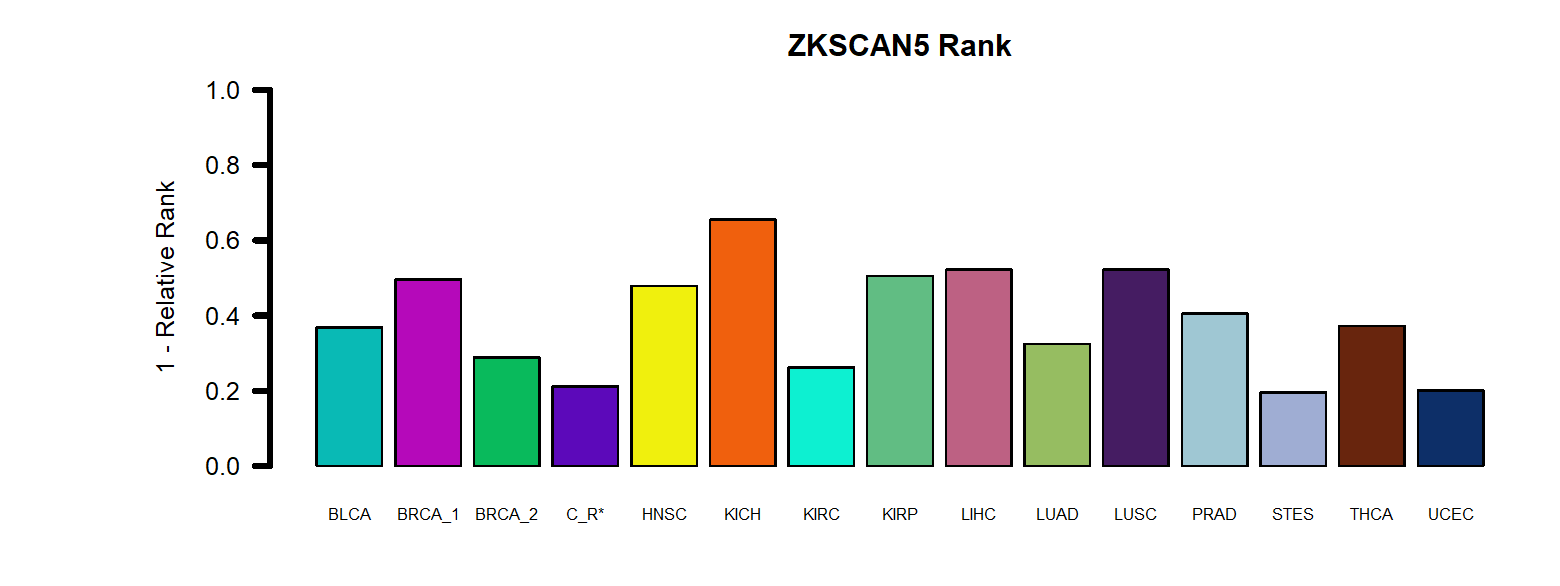 ZKSCAN5 Rank
1 - Relative Rank
1.0
0.8
0.6
0.4
0.2
0.0
BLCA BRCA_1 BRCA_2 C_R* HNSC KICH KIRC KIRP LIHC LUAD LUSC PRAD STES THCA UCEC